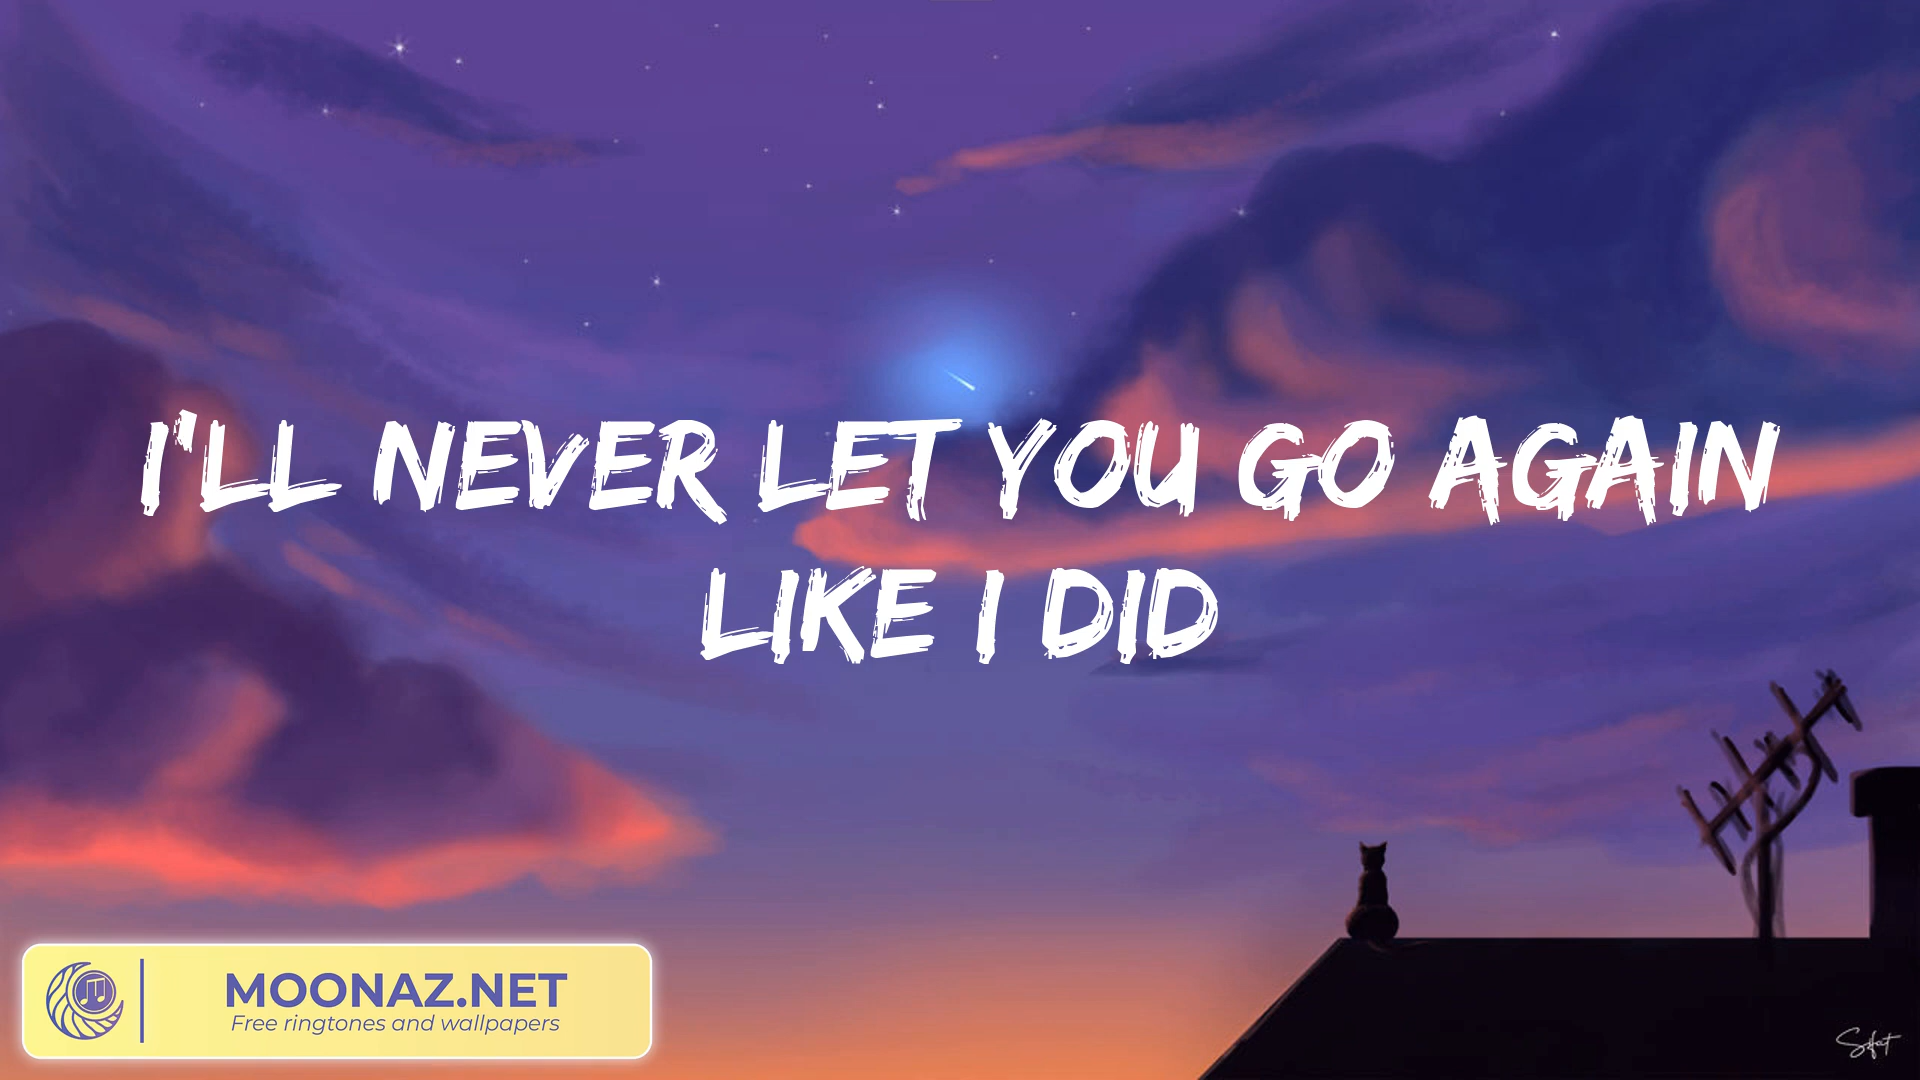 I'LL NEVER LET YOU GO AGAIN
LIKE I DID
MOONAZ.NET
Free ringtones and wallpapers